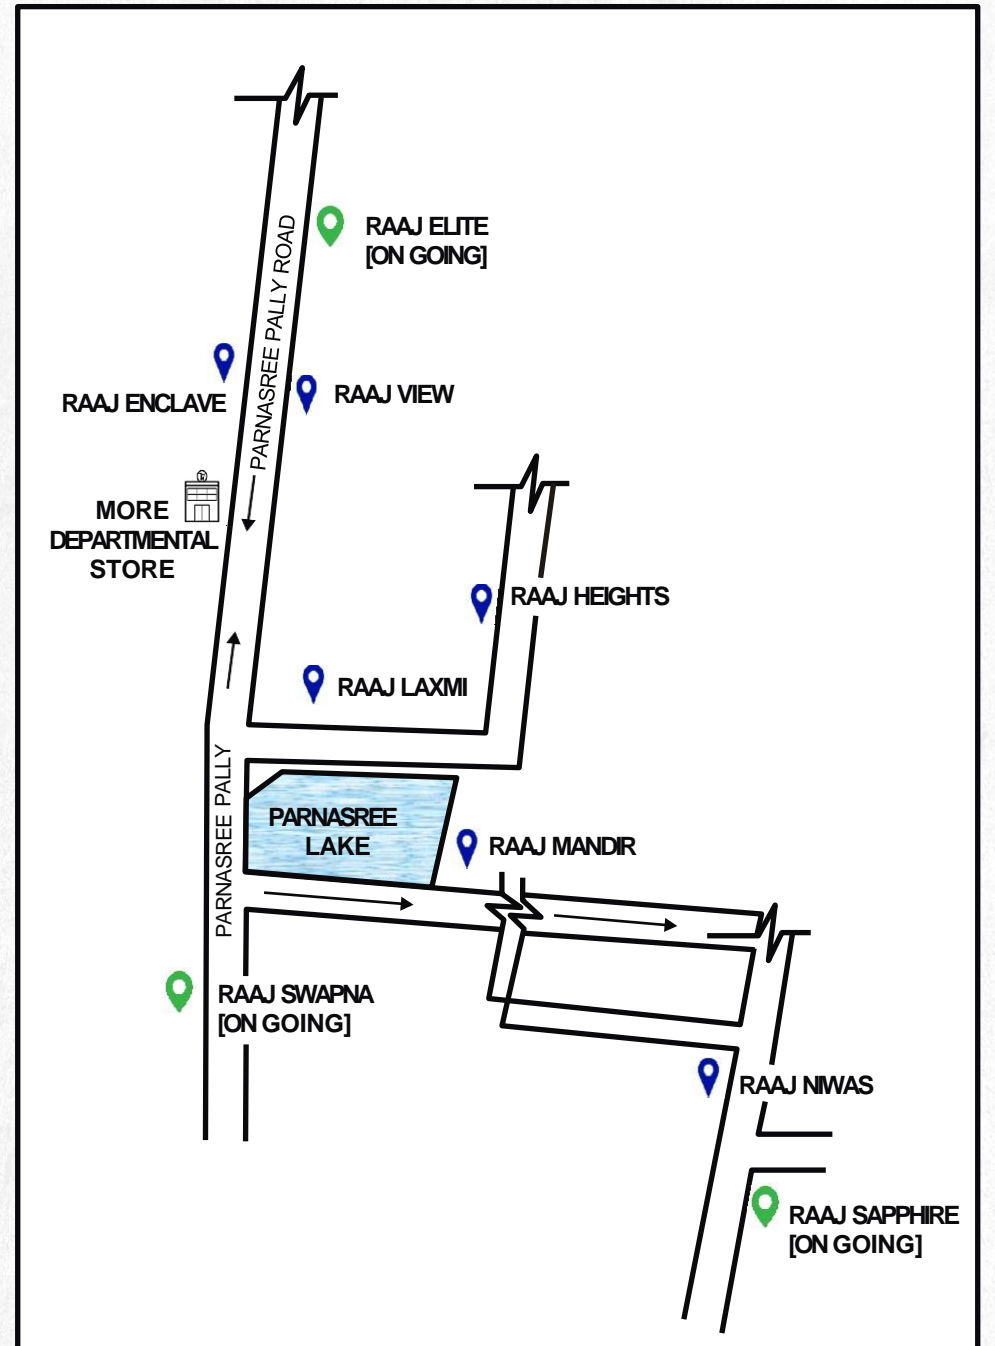 RAAJ ELITE
[ON GOING]
PARNASREE PALLY ROAD
RAAJ ENCLAVE
RAAJ VIEW
MORE
DEPARTMENTAL
STORE
RAAJ HEIGHTS
RAAJ LAXMI
PARNASREE PALLY
PARNASREE
LAKE
RAAJ MANDIR
RAAJ SWAPNA
[ON GOING]
RAAJ NIWAS
RAAJ SAPPHIRE
[ON GOING]